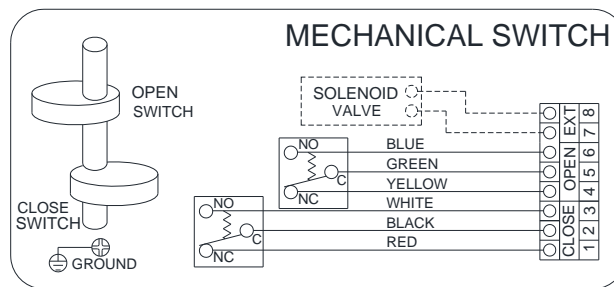 MECHANICAL SWITCH
OPEN
SWITCH
CLOSE
SWITCH
GROUND
SOLENOID
VALVE
NO
C
NC
NO
C
NC
BLUE
GREEN
YELLOW
WHITE
BLACK
RED
EXT
OPEN
CLOSE
8
7
6
5
4
3
2
1